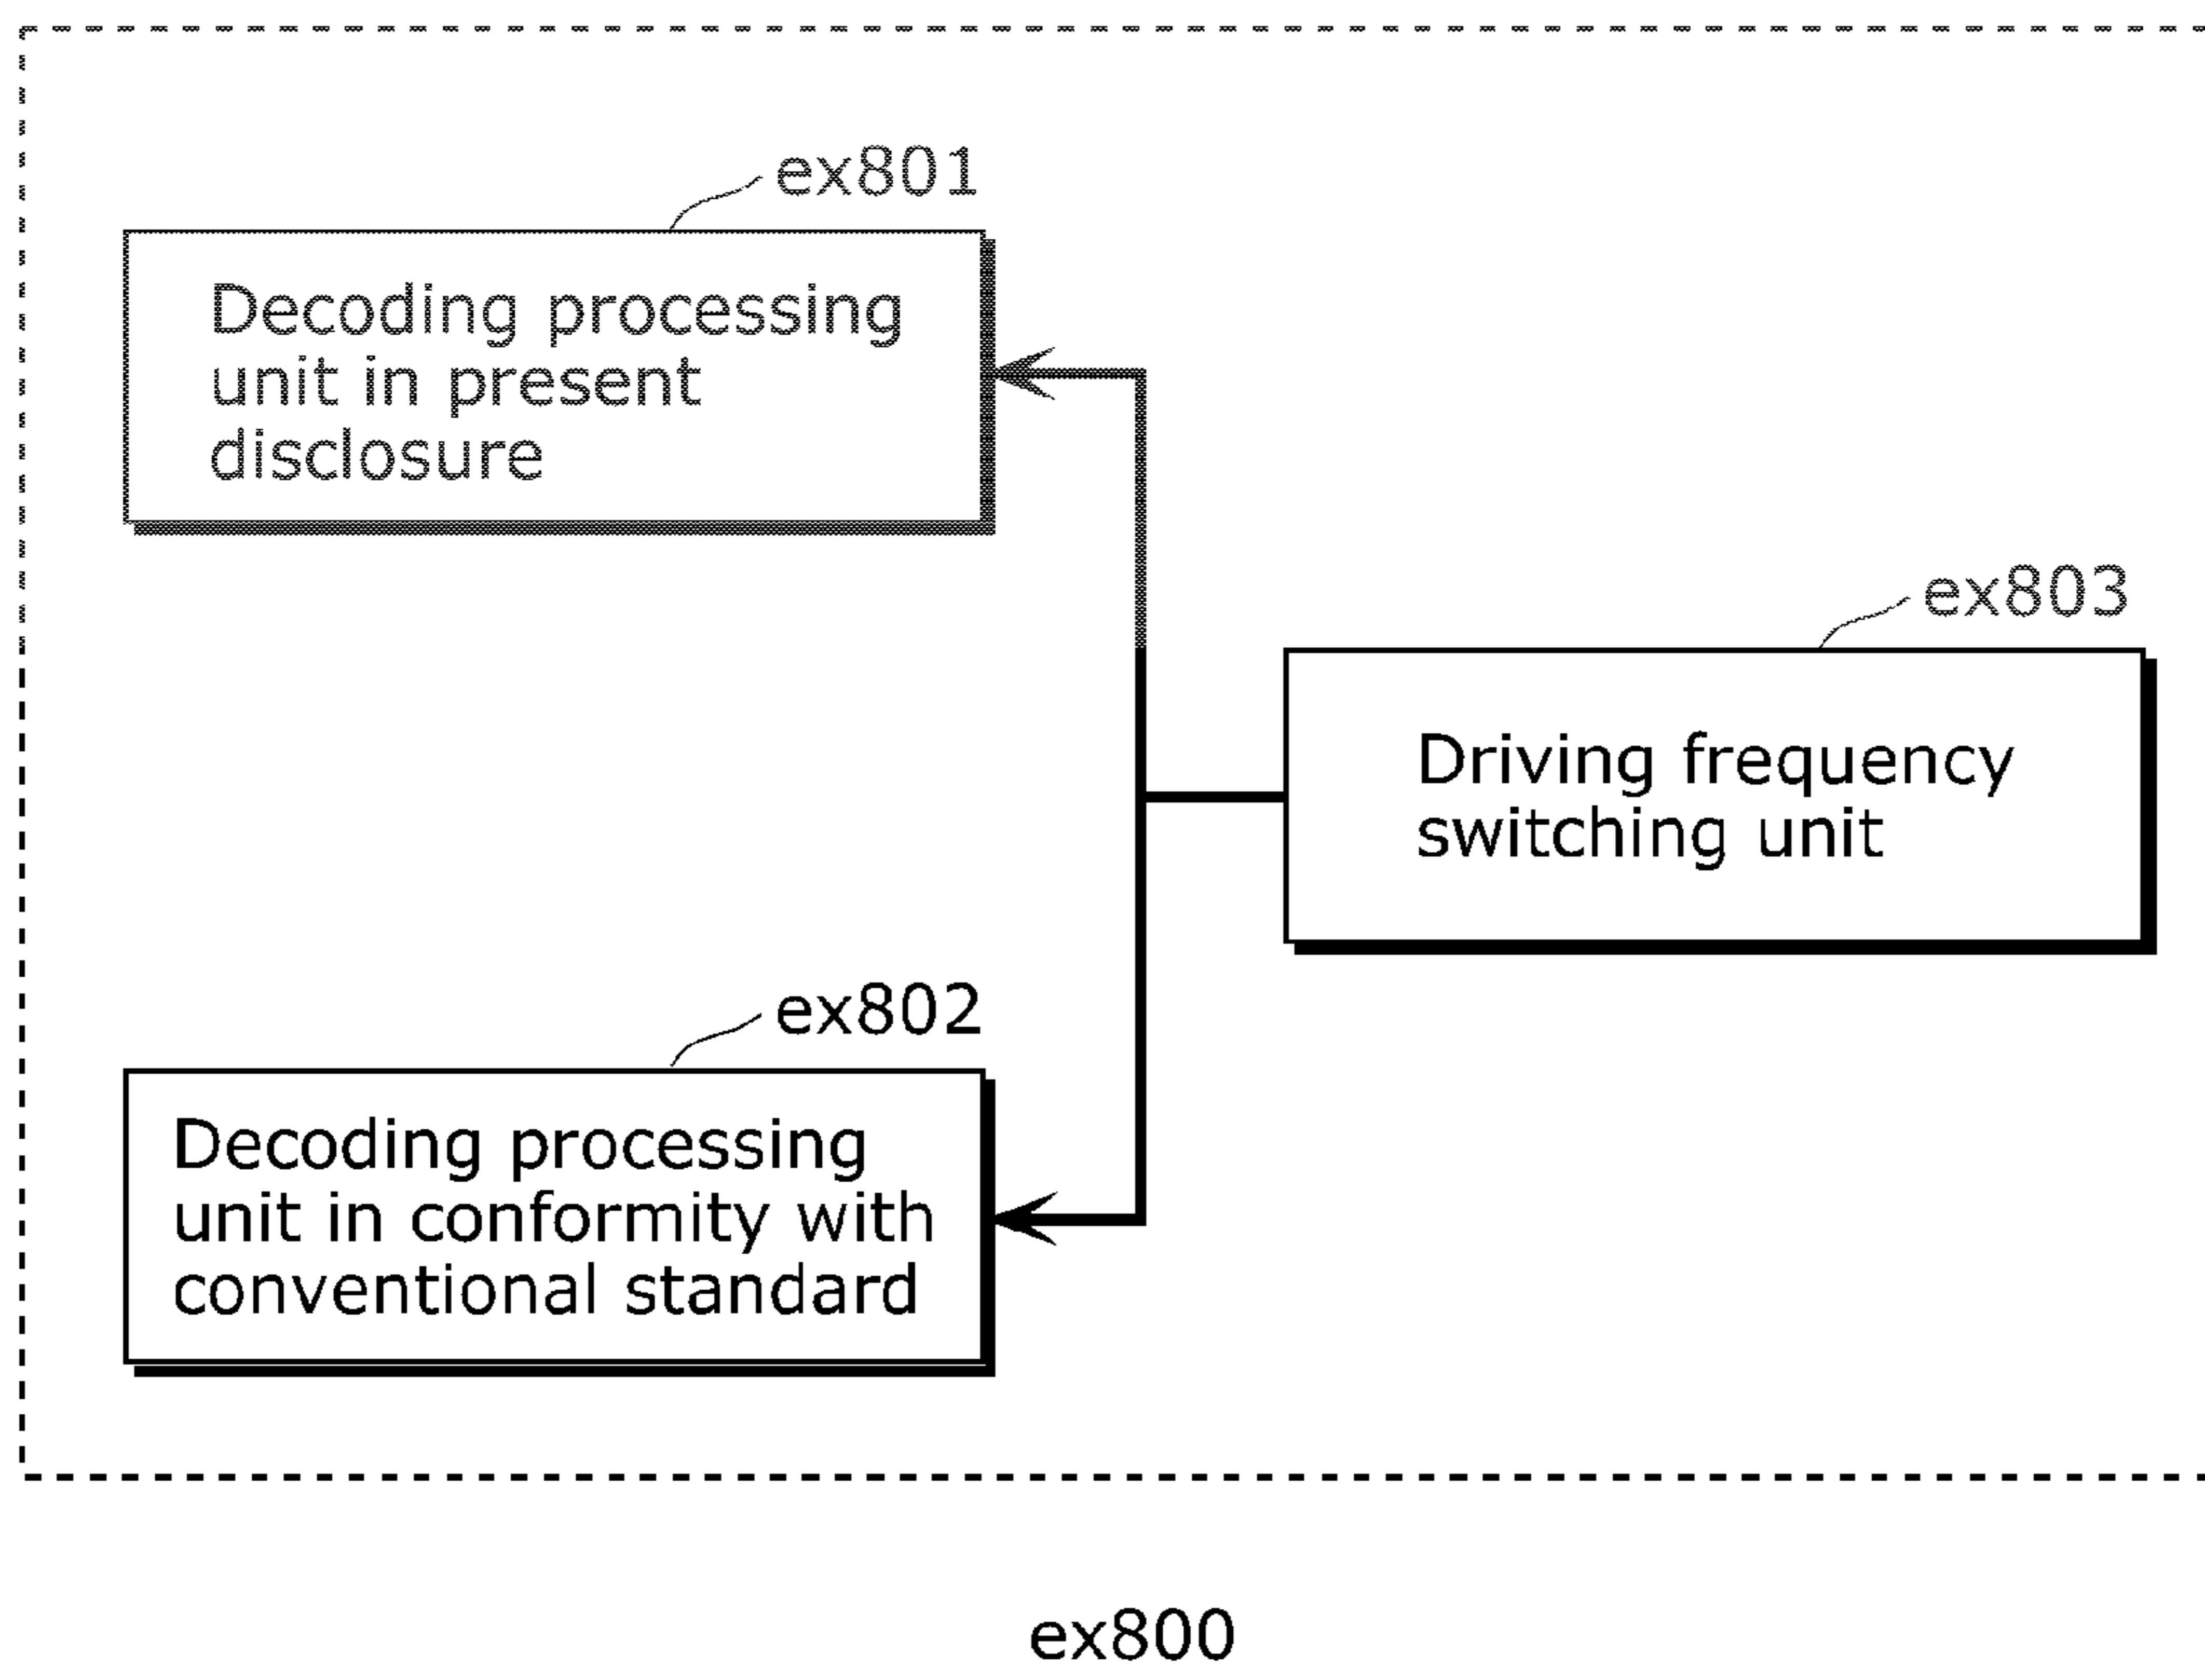 ex801
Decoding processing
unit in present
disclosure
ex803
Driving frequency
switching unit
ex802
Decoding processing
unit in conformity with
conventional standard
ex800